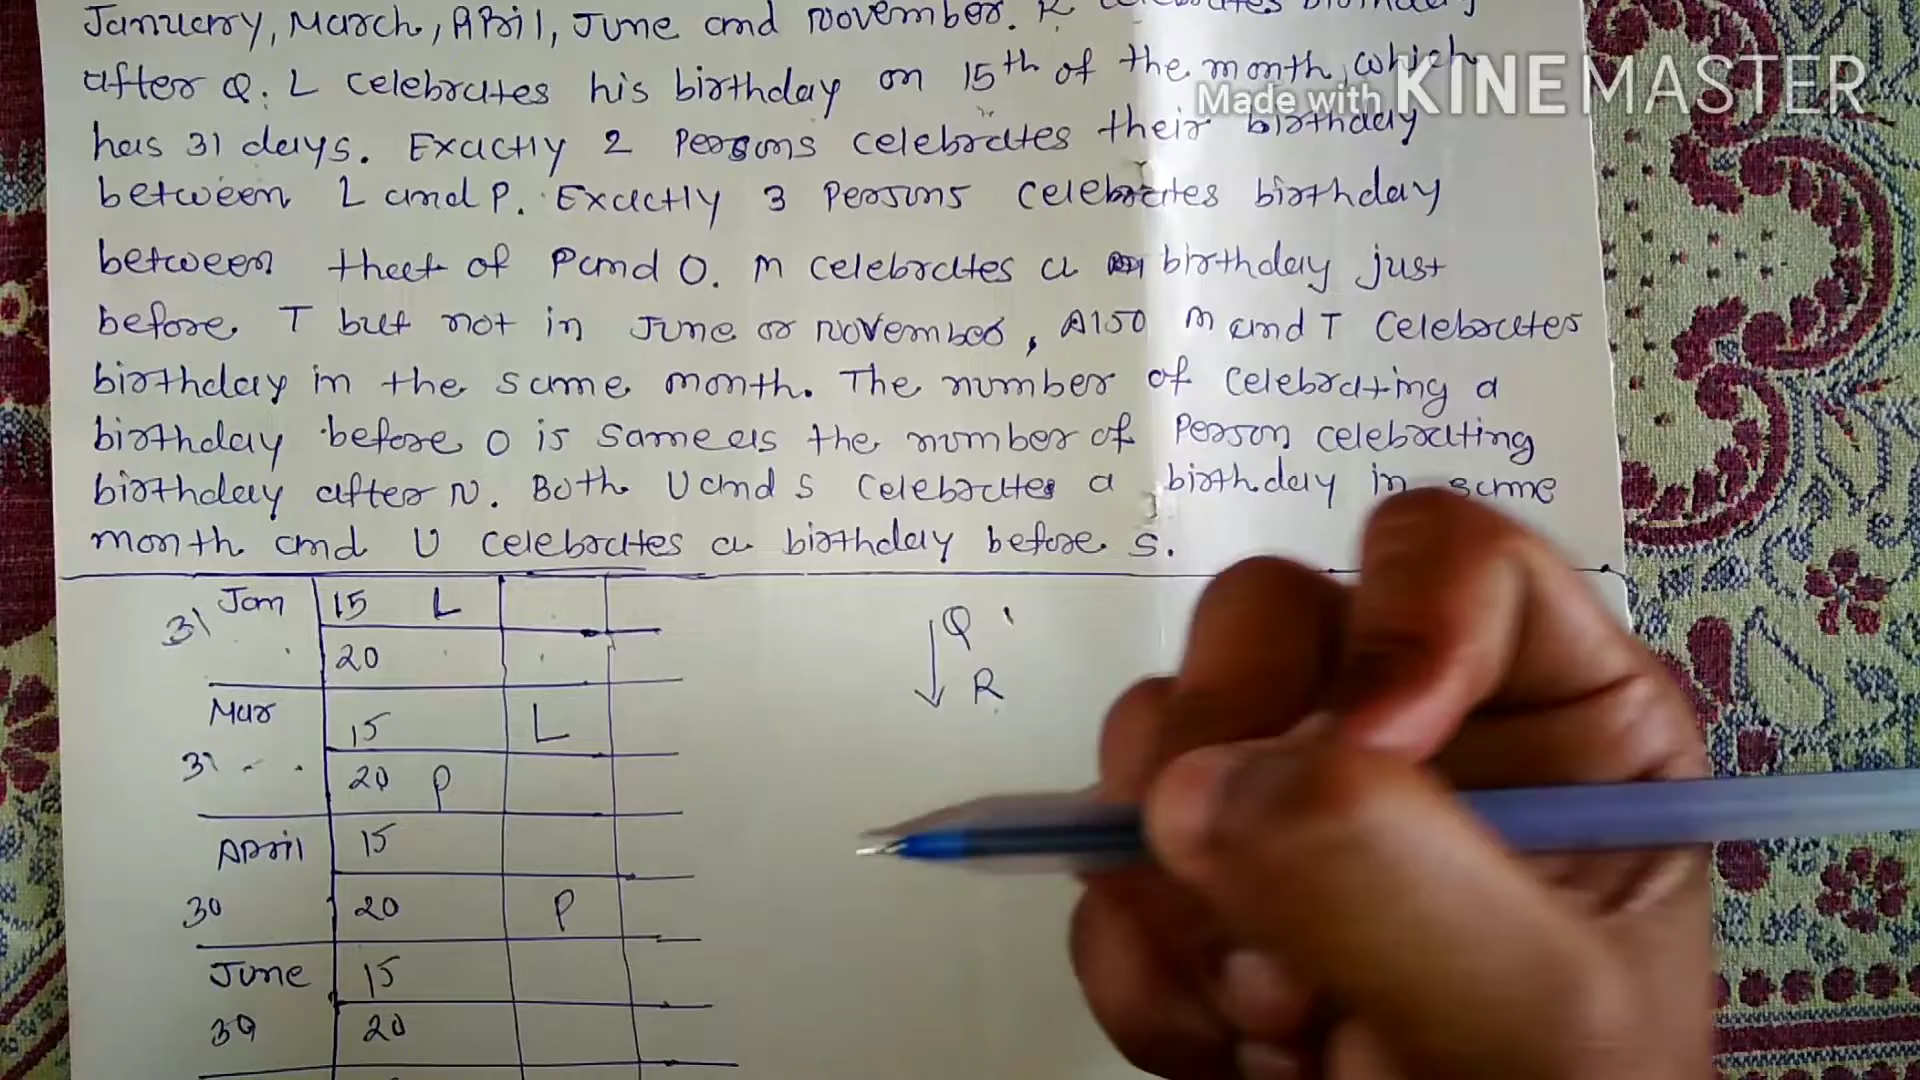 January, March, April, June and November. R celebrates birthday
after Q. L celebrates his birthday on 15th of the month, which
has 31 days. Exactly 2 Persons celebrates their birthday
between L and P. Exactly 3 Persons celebrates birthday
between that of P and O. M celebrates a birthday just
before T but not in June or November, Also M and T celebrates
birthday in the same month. The number of celebrating a
birthday before O is same as the number of Person celebrating
birthday after N. Both U and S celebrates a birthday in same
month and U celebrates a birthday before S.
Made with KINEMASTER
Jan 15 L
31
20
Mar 15 L
31
20 P
April 15
30 20 P
June 15
30 20
Q
R